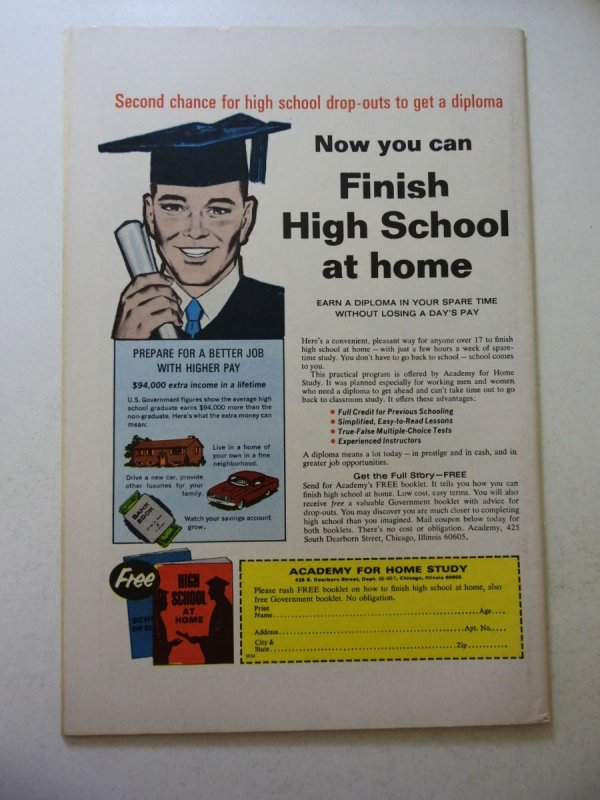 Second chance for high school drop-outs to get a diploma
Now you can
Finish
High School
at home
EARN A DIPLOMA IN YOUR SPARE TIME
WITHOUT LOSING A DAY'S PAY
PREPARE FOR A BETTER JOB
WITH HIGHER PAY
$94,000 extra income in a lifetime
U.S. Government figures show the average high
school graduate earns $94,000 more than the
non-graduate. Here's what the extra money can
mean:
Live in a home of
your own in a fine
neighborhood.
Drive a new car, provide
other luxuries for your
family.
BANK
BOOK
Watch your savings account
grow.
Here's a convenient, pleasant way for anyone over 17 to finish
high school at home — with just a few hours a week of spare-
time study. You don't have to go back to school — school comes
to you.
This practical program is offered by Academy for Home
Study. It was planned especially for working men and women
who need a diploma to get ahead and can't take time out to go
back to classroom study. It offers these advantages:
• Full Credit for Previous Schooling
• Simplified, Easy-to-Read Lessons
• True-False Multiple-Choice Tests
• Experienced Instructors
A diploma means a lot today – in prestige and in cash, and in
greater job opportunities.
Get the Full Story—FREE
Send for Academy's FREE booklet. It tells you how you can
finish high school at home. Low cost, easy terms. You will also
receive free a valuable Government booklet with advice for
drop-outs. You may discover you are much closer to completing
high school than you imagined. Mail coupon below today for
both booklets. There's no cost or obligation. Academy, 425
South Dearborn Street, Chicago, Illinois 60605.
Free
HIGH
SCHOOL
AT
HOME
ACADEMY FOR HOME STUDY
425 S. Dearborn Street, Dept. Chicago, Illinois 60605
Please rush FREE booklet on how to finish high school at home, also
free Government booklet. No obligation.
Print
Name Age
Address Apt. No.
City &
State Zip